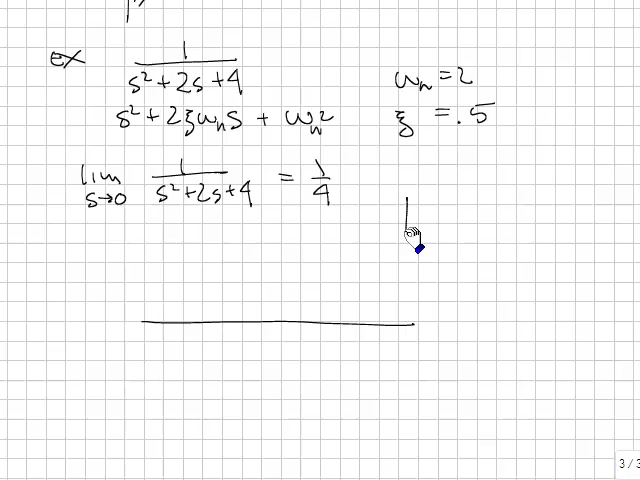 ex 1/(s² + 2s + 4) ωn = 2
s² + 2ξωns + ωn² ξ = .5
lim s→0 1/(s² + 2s + 4) = 1/4
3 / 3